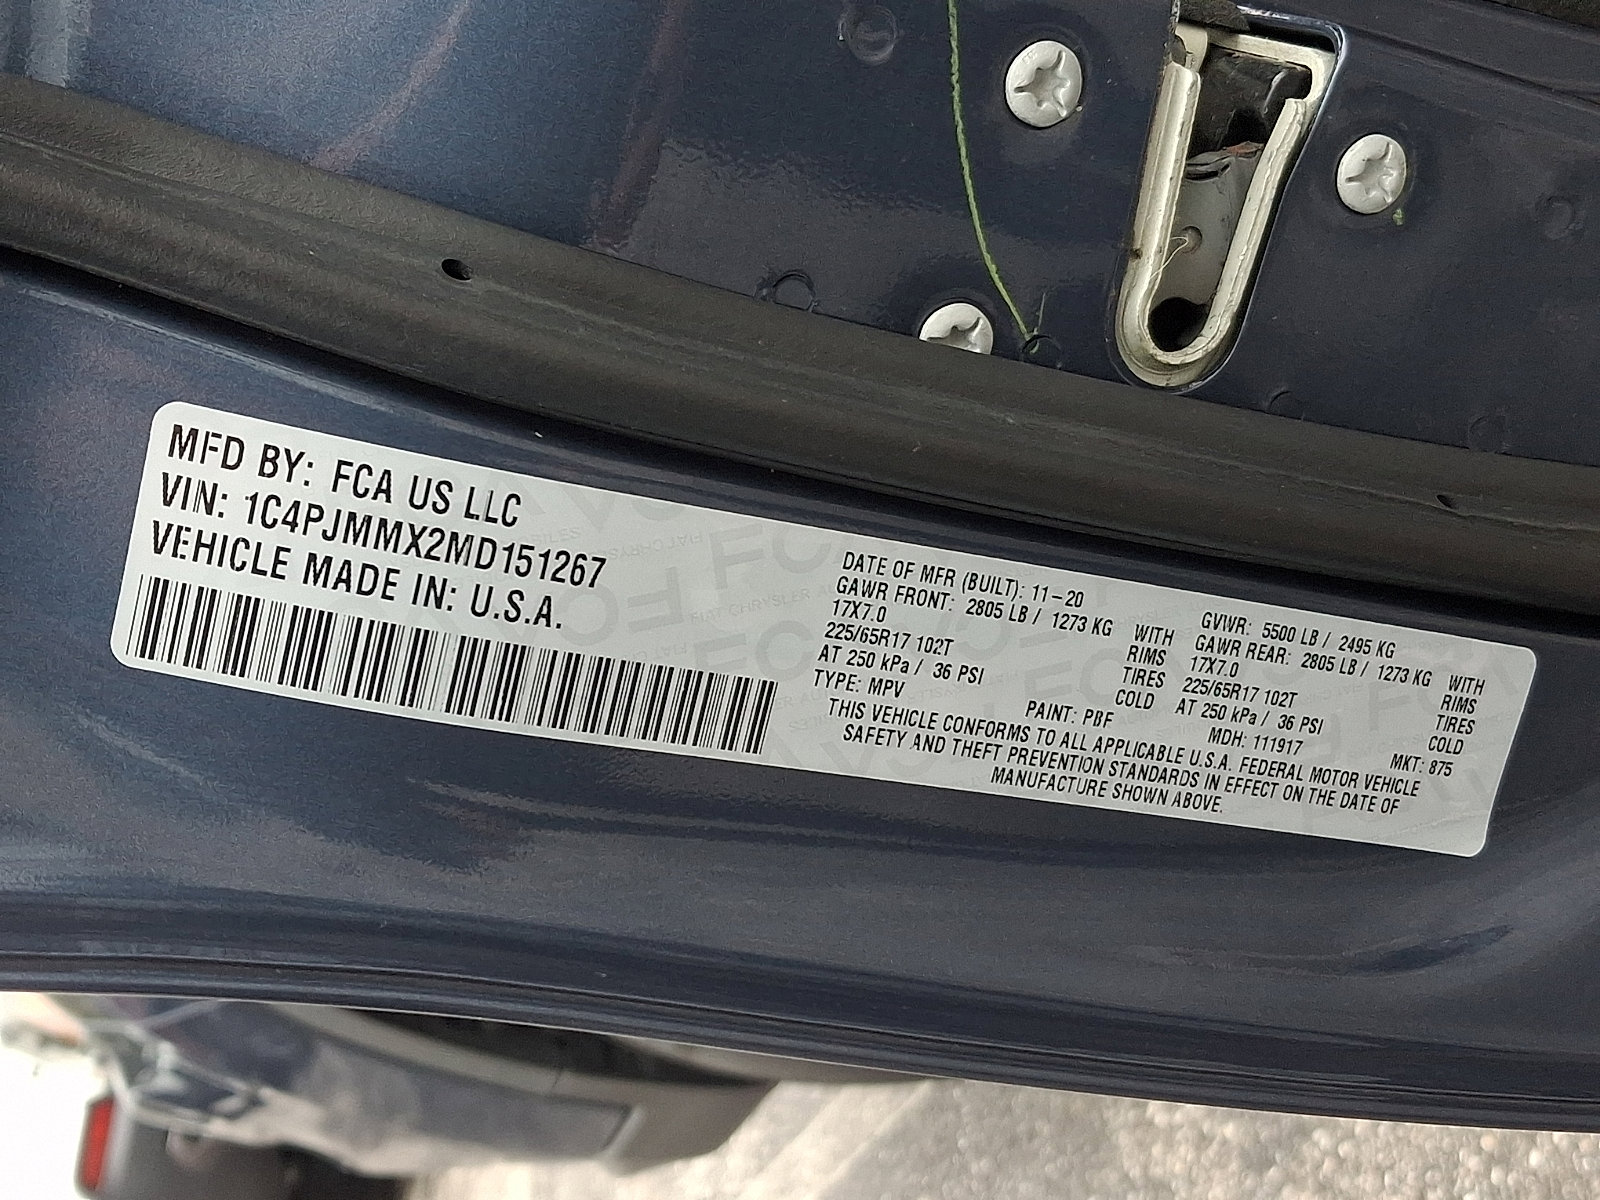 MFD BY: FCA US LLC
VIN: 1C4PJMMX2MD151267
VEHICLE MADE IN: U.S.A.
DATE OF MFR (BUILT): 11-20
GVWR: 5500 LB / 2495 KG
GAWR FRONT: 2805 LB / 1273 KG WITH
17X7.0 RIMS
225/65R17 102T TIRES
AT 250 kPa / 36 PSI COLD
GAWR REAR: 2805 LB / 1273 KG WITH
17X7.0 RIMS
225/65R17 102T TIRES
AT 250 kPa / 36 PSI COLD
TYPE: MPV PAINT: PBF MDH: 111917 MKT: 875
THIS VEHICLE CONFORMS TO ALL APPLICABLE U.S.A. FEDERAL MOTOR VEHICLE
SAFETY AND THEFT PREVENTION STANDARDS IN EFFECT ON THE DATE OF
MANUFACTURE SHOWN ABOVE.